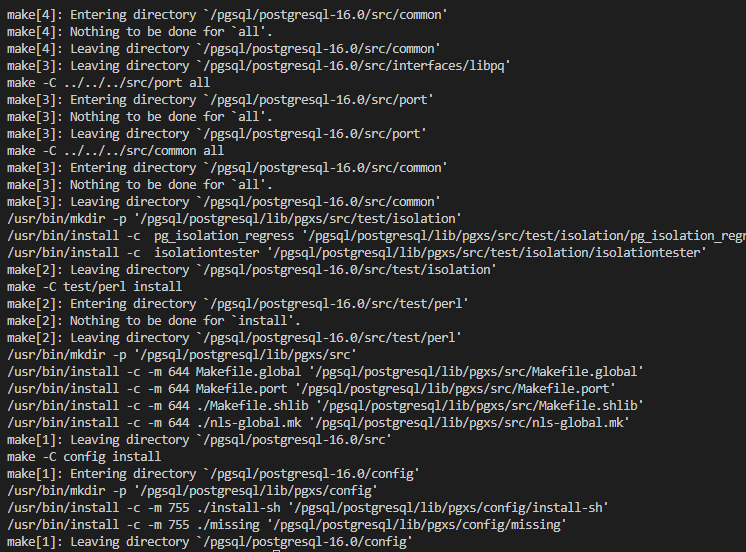 make[4]: Entering directory `/pgsql/postgresql-16.0/src/common'
make[4]: Nothing to be done for `all'.
make[4]: Leaving directory `/pgsql/postgresql-16.0/src/common'
make[3]: Leaving directory `/pgsql/postgresql-16.0/src/interfaces/libpq'
make -C ../../../src/port all
make[3]: Entering directory `/pgsql/postgresql-16.0/src/port'
make[3]: Nothing to be done for `all'.
make[3]: Leaving directory `/pgsql/postgresql-16.0/src/port'
make -C ../../../src/common all
make[3]: Entering directory `/pgsql/postgresql-16.0/src/common'
make[3]: Nothing to be done for `all'.
make[3]: Leaving directory `/pgsql/postgresql-16.0/src/common'
/usr/bin/mkdir -p '/pgsql/postgresql/lib/pgxs/src/test/isolation'
/usr/bin/install -c  pg_isolation_regress '/pgsql/postgresql/lib/pgxs/src/test/isolation/pg_isolation_regr
/usr/bin/install -c  isolationtester '/pgsql/postgresql/lib/pgxs/src/test/isolation/isolationtester'
make[2]: Leaving directory `/pgsql/postgresql-16.0/src/test/isolation'
make -C test/perl install
make[2]: Entering directory `/pgsql/postgresql-16.0/src/test/perl'
make[2]: Nothing to be done for `install'.
make[2]: Leaving directory `/pgsql/postgresql-16.0/src/test/perl'
/usr/bin/mkdir -p '/pgsql/postgresql/lib/pgxs/src'
/usr/bin/install -c -m 644 Makefile.global '/pgsql/postgresql/lib/pgxs/src/Makefile.global'
/usr/bin/install -c -m 644 Makefile.port '/pgsql/postgresql/lib/pgxs/src/Makefile.port'
/usr/bin/install -c -m 644 ./Makefile.shlib '/pgsql/postgresql/lib/pgxs/src/Makefile.shlib'
/usr/bin/install -c -m 644 ./nls-global.mk '/pgsql/postgresql/lib/pgxs/src/nls-global.mk'
make[1]: Leaving directory `/pgsql/postgresql-16.0/src'
make -C config install
make[1]: Entering directory `/pgsql/postgresql-16.0/config'
/usr/bin/mkdir -p '/pgsql/postgresql/lib/pgxs/config'
/usr/bin/install -c -m 755 ./install-sh '/pgsql/postgresql/lib/pgxs/config/install-sh'
/usr/bin/install -c -m 755 ./missing '/pgsql/postgresql/lib/pgxs/config/missing'
make[1]: Leaving directory `/pgsql/postgresql-16.0/config'